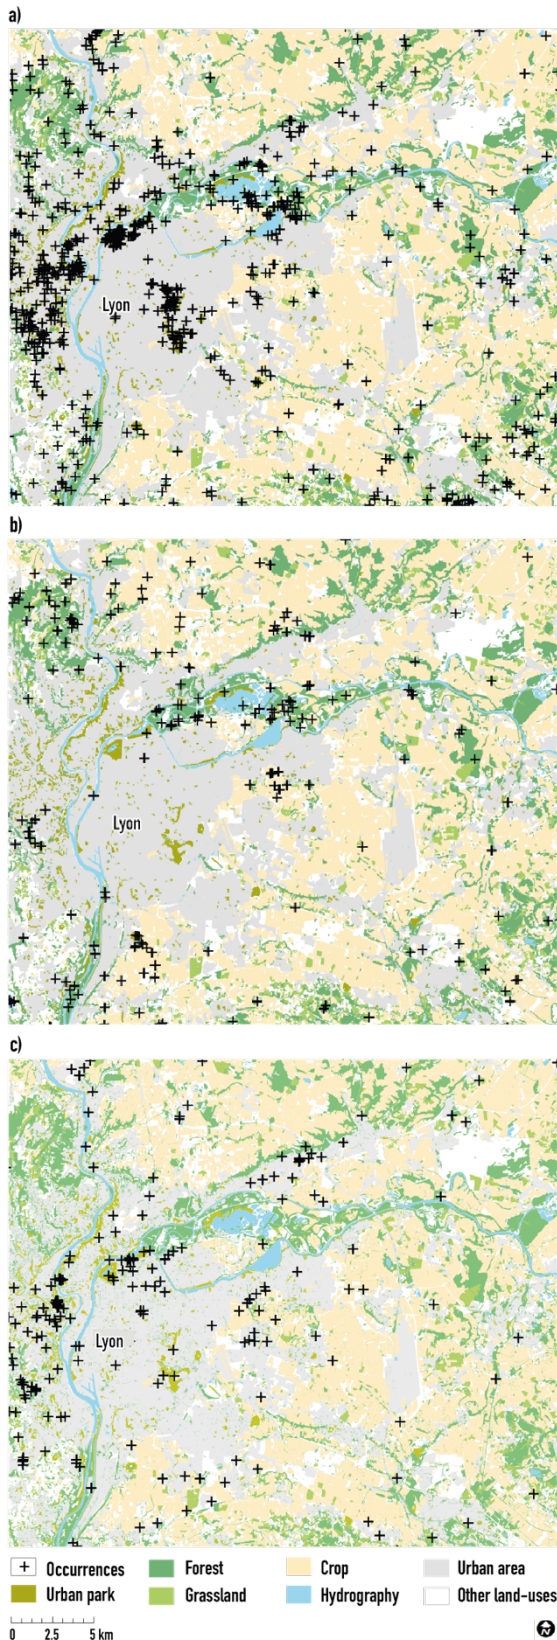 a)
Lyon
b)
Lyon
c)
Lyon
Occurrences Forest Crop Urban area
Urban park Grassland Hydrography Other land-uses
0 2.5 5 km
N